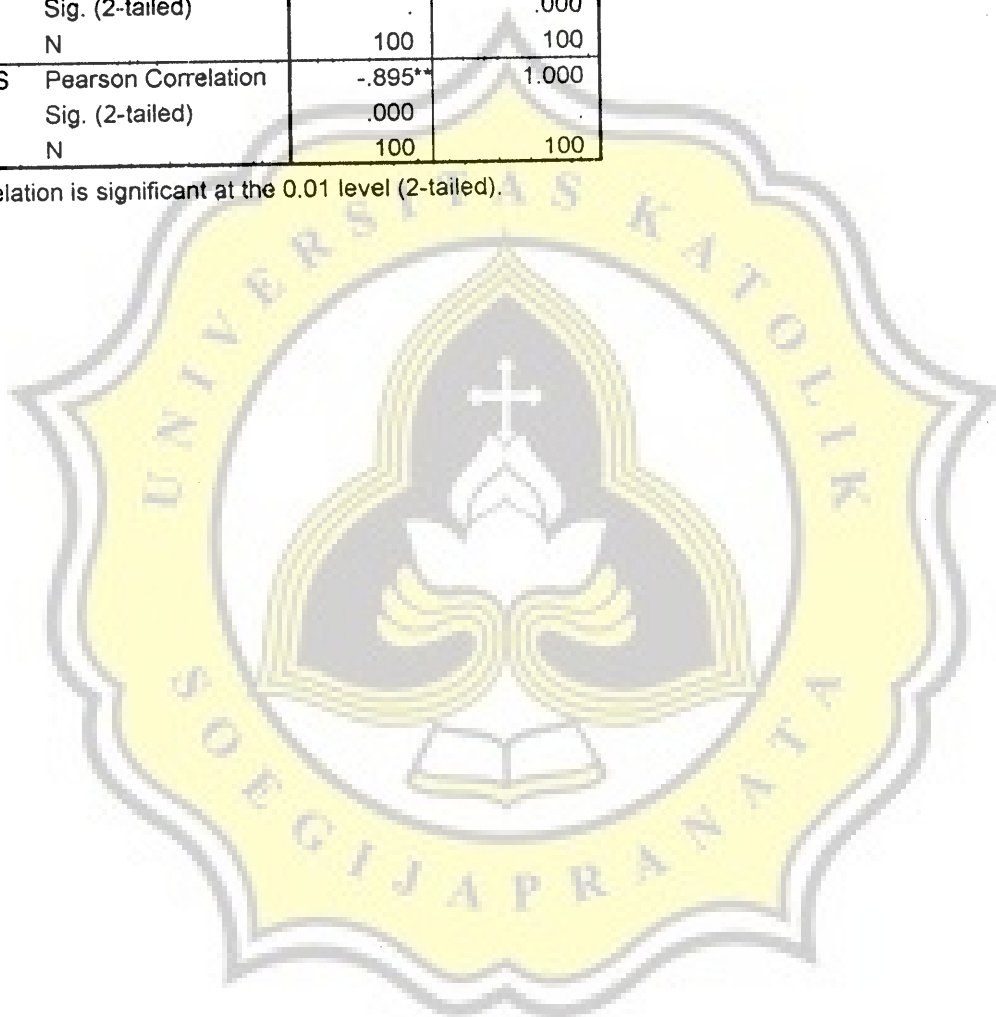 Sig. (2-tailed) . .000
N 100 100
S Pearson Correlation -.895** 1.000
Sig. (2-tailed) .000 .
N 100 100
elation is significant at the 0.01 level (2-tailed).
UNIVERSITAS KATOLIK
SOEGIJAPRANATA